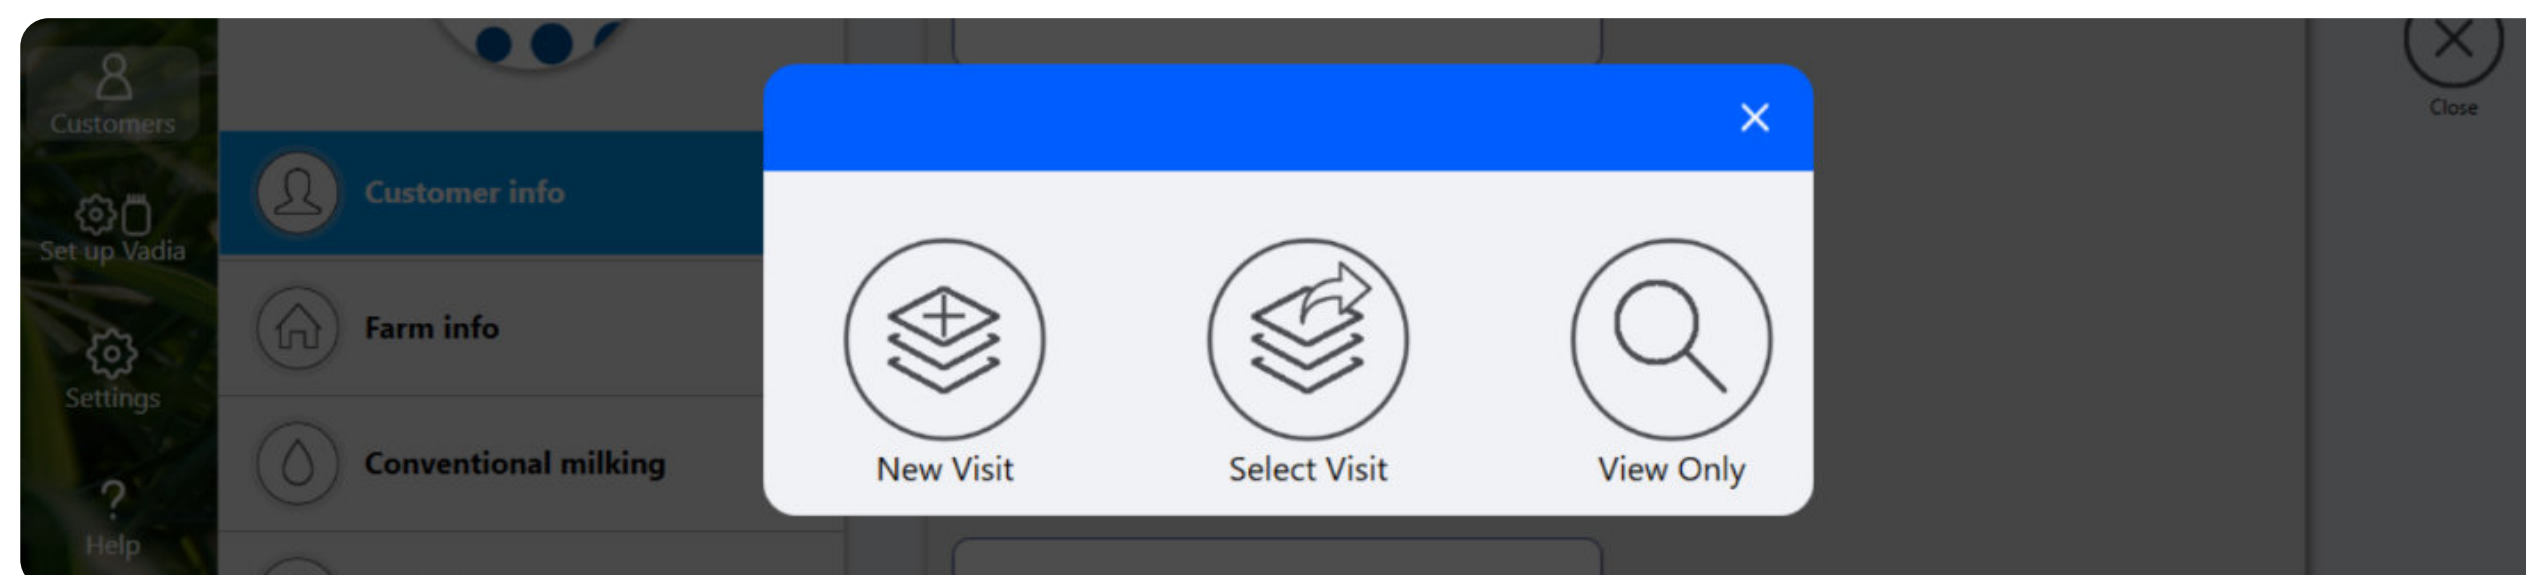 Customers
Set up Vadia
Settings
Help
Customer info
Farm info
Conventional milking
New Visit
Select Visit
View Only
Close